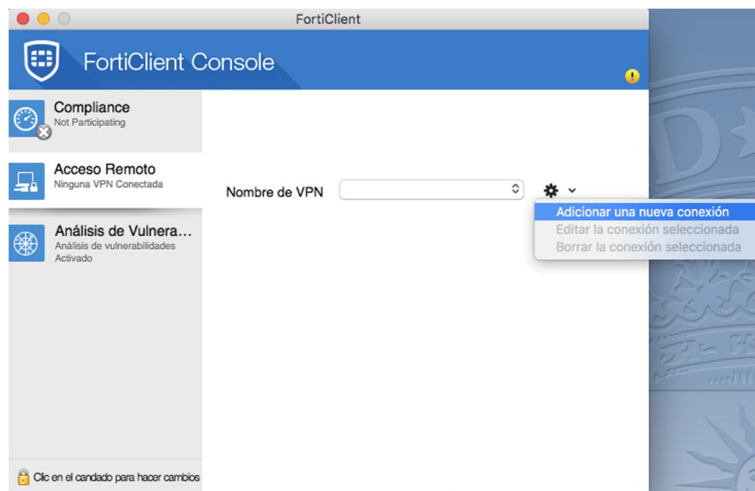 FortiClient
FortiClient Console
Compliance
Not Participating
Acceso Remoto
Ninguna VPN Conectada
Nombre de VPN
Adicionar una nueva conexión
Editar la conexión seleccionada
Borrar la conexión seleccionada
Análisis de Vulnera...
Análisis de vulnerabilidades
Activado
Clic en el candado para hacer cambios